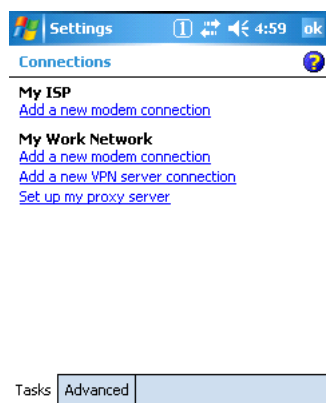 Settings 1 4:59 ok
Connections ?
My ISP
Add a new modem connection
My Work Network
Add a new modem connection
Add a new VPN server connection
Set up my proxy server
Tasks Advanced